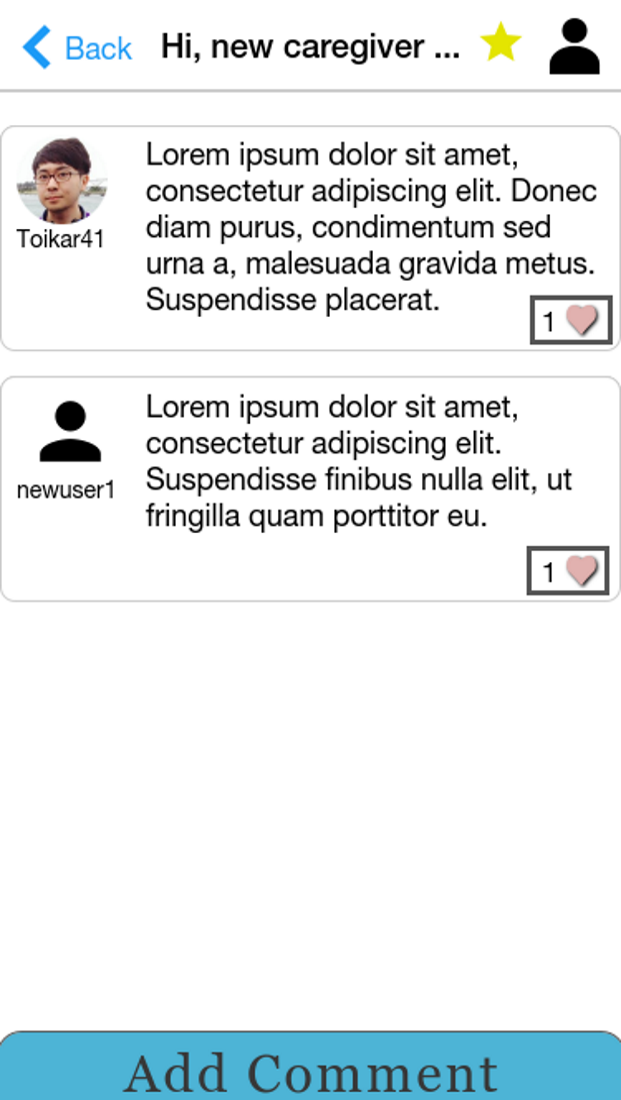 Back Hi, new caregiver ...
Lorem ipsum dolor sit amet,
consectetur adipiscing elit. Donec
diam purus, condimentum sed
urna a, malesuada gravida metus.
Suspendisse placerat.
Toikar41
1
Lorem ipsum dolor sit amet,
consectetur adipiscing elit.
Suspendisse finibus nulla elit, ut
fringilla quam porttitor eu.
newuser1
1
Add Comment